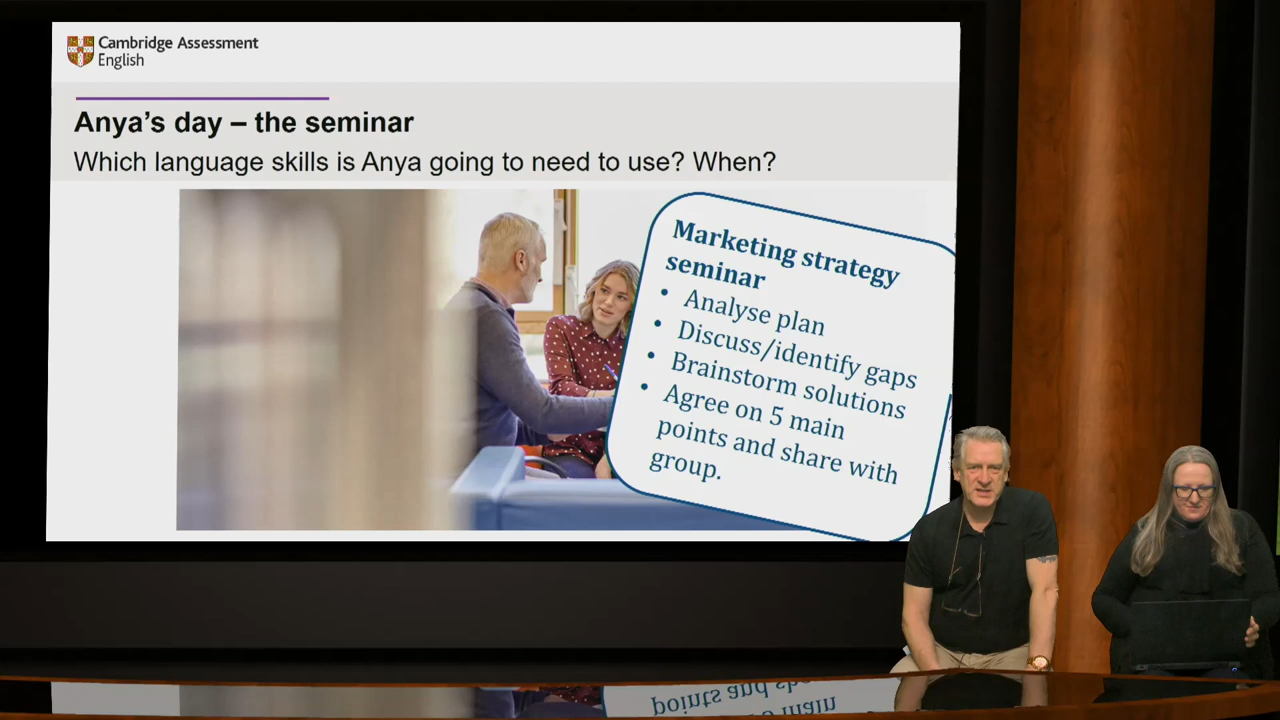 Cambridge Assessment
English
Anya's day – the seminar
Which language skills is Anya going to need to use? When?
Marketing strategy
seminar
• Analyse plan
• Discuss/identify gaps
• Brainstorm solutions
• Agree on 5 main
points and share with
group.